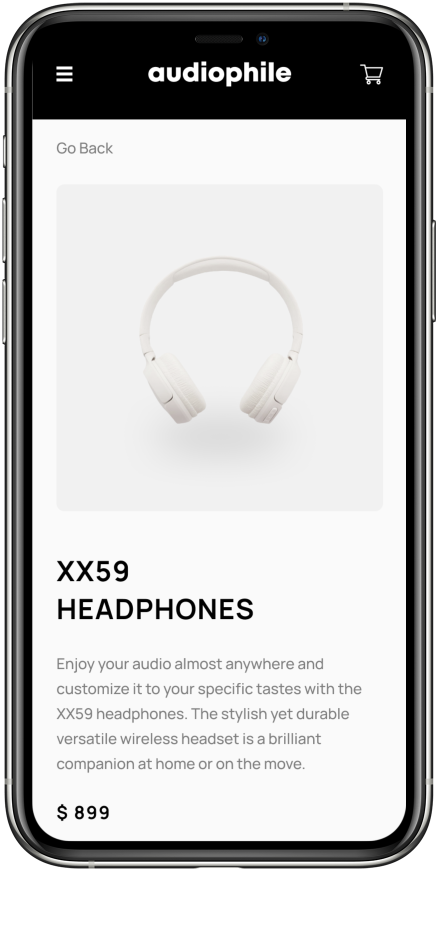 audiophile
Go Back
XX59
HEADPHONES
Enjoy your audio almost anywhere and
customize it to your specific tastes with the
XX59 headphones. The stylish yet durable
versatile wireless headset is a brilliant
companion at home or on the move.
$ 899